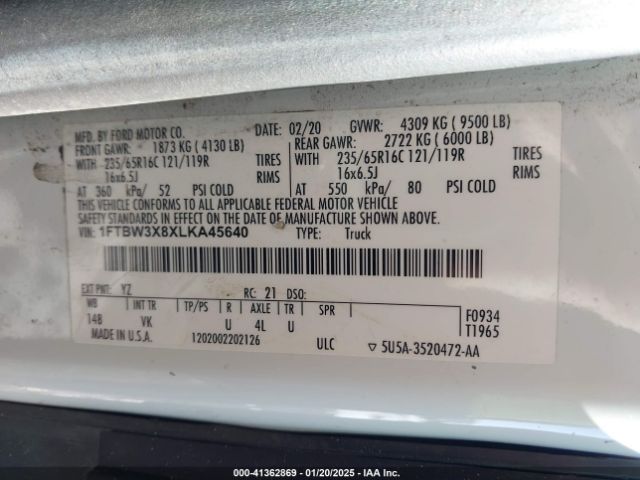 MFD. BY FORD MOTOR CO. DATE: 02/20 GVWR: 4309 KG ( 9500 LB)
FRONT GAWR: 1873 KG ( 4130 LB) REAR GAWR: 2722 KG ( 6000 LB)
WITH 235/65R16C 121/119R TIRES WITH 235/65R16C 121/119R TIRES
16x6.5J RIMS 16x6.5J RIMS
AT 360 kPa/ 52 PSI COLD AT 550 kPa/ 80 PSI COLD
THIS VEHICLE CONFORMS TO ALL APPLICABLE FEDERAL MOTOR VEHICLE
SAFETY STANDARDS IN EFFECT ON THE DATE OF MANUFACTURE SHOWN ABOVE.
VIN: 1FTBW3X8XLKA45640 TYPE: Truck
EXT PNT: YZ RC: 21 DSO:
WB INT TR TP/PS R AXLE TR SPR F0934
14B VK U 4L U T1965
MADE IN U.S.A. 1202002202126 ULC ▽ 5U5A-3520472-AA
000-41362869 - 01/20/2025 - IAA Inc.